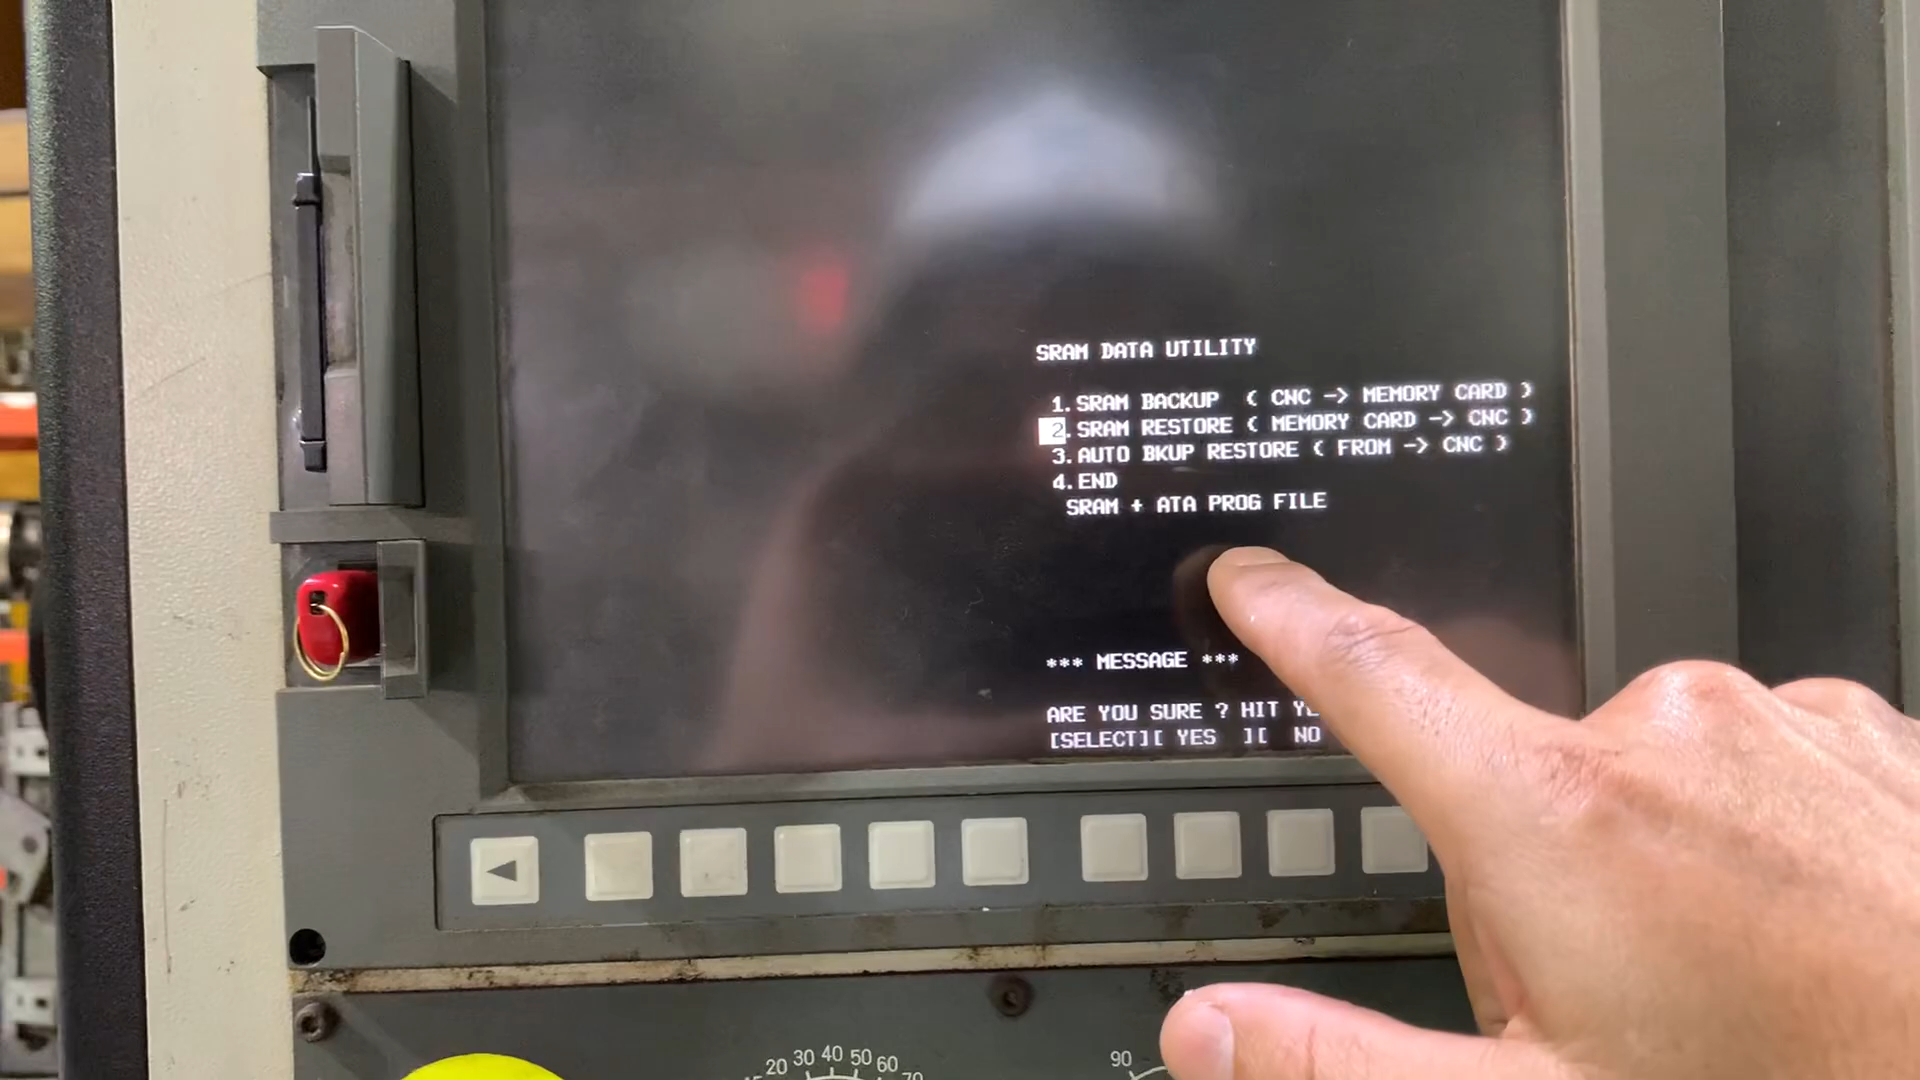 SRAM DATA UTILITY
1.SRAM BACKUP ( CNC -> MEMORY CARD )
2.SRAM RESTORE ( MEMORY CARD -> CNC )
3.AUTO BKUP RESTORE ( FROM -> CNC )
4.END
SRAM + ATA PROG FILE
*** MESSAGE ***
ARE YOU SURE ? HIT
[SELECT][ YES ][ NO
20 30 40 50 60 70
90